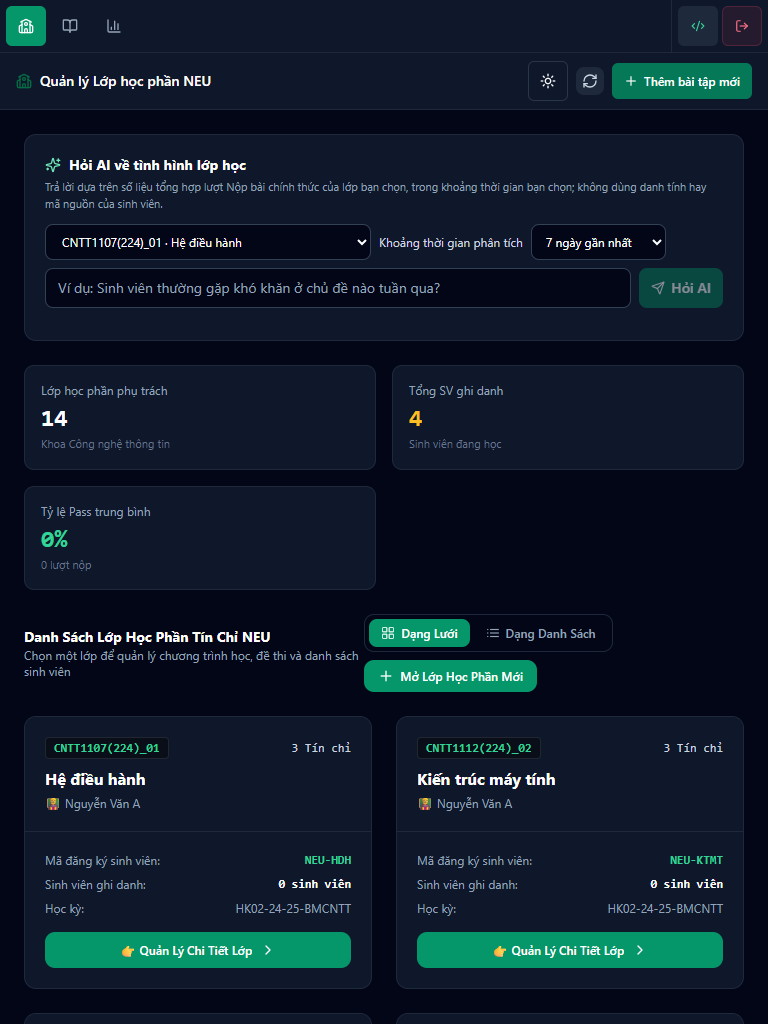 Quản lý Lớp học phần NEU
Thêm bài tập mới
Hỏi AI về tình hình lớp học
Trả lời dựa trên số liệu tổng hợp lượt Nộp bài chính thức của lớp bạn chọn, trong khoảng thời gian bạn chọn; không dùng danh tính hay
mã nguồn của sinh viên.
CNTT1107(224)_01 · Hệ điều hành
Khoảng thời gian phân tích
7 ngày gần nhất
Ví dụ: Sinh viên thường gặp khó khăn ở chủ đề nào tuần qua?
Hỏi AI
Lớp học phần phụ trách
14
Khoa Công nghệ thông tin
Tổng SV ghi danh
4
Sinh viên đang học
Tỷ lệ Pass trung bình
0%
0 lượt nộp
Danh Sách Lớp Học Phần Tín Chỉ NEU
Chọn một lớp để quản lý chương trình học, đề thi và danh sách
sinh viên
Dạng Lưới
Dạng Danh Sách
Mở Lớp Học Phần Mới
CNTT1107(224)_01
3 Tín chỉ
Hệ điều hành
Nguyễn Văn A
Mã đăng ký sinh viên:
NEU-HDH
Sinh viên ghi danh:
0 sinh viên
Học kỳ:
HK02-24-25-BMCNTT
👉 Quản Lý Chi Tiết Lớp
CNTT1112(224)_02
3 Tín chỉ
Kiến trúc máy tính
Nguyễn Văn A
Mã đăng ký sinh viên:
NEU-KTMT
Sinh viên ghi danh:
0 sinh viên
Học kỳ:
HK02-24-25-BMCNTT
👉 Quản Lý Chi Tiết Lớp